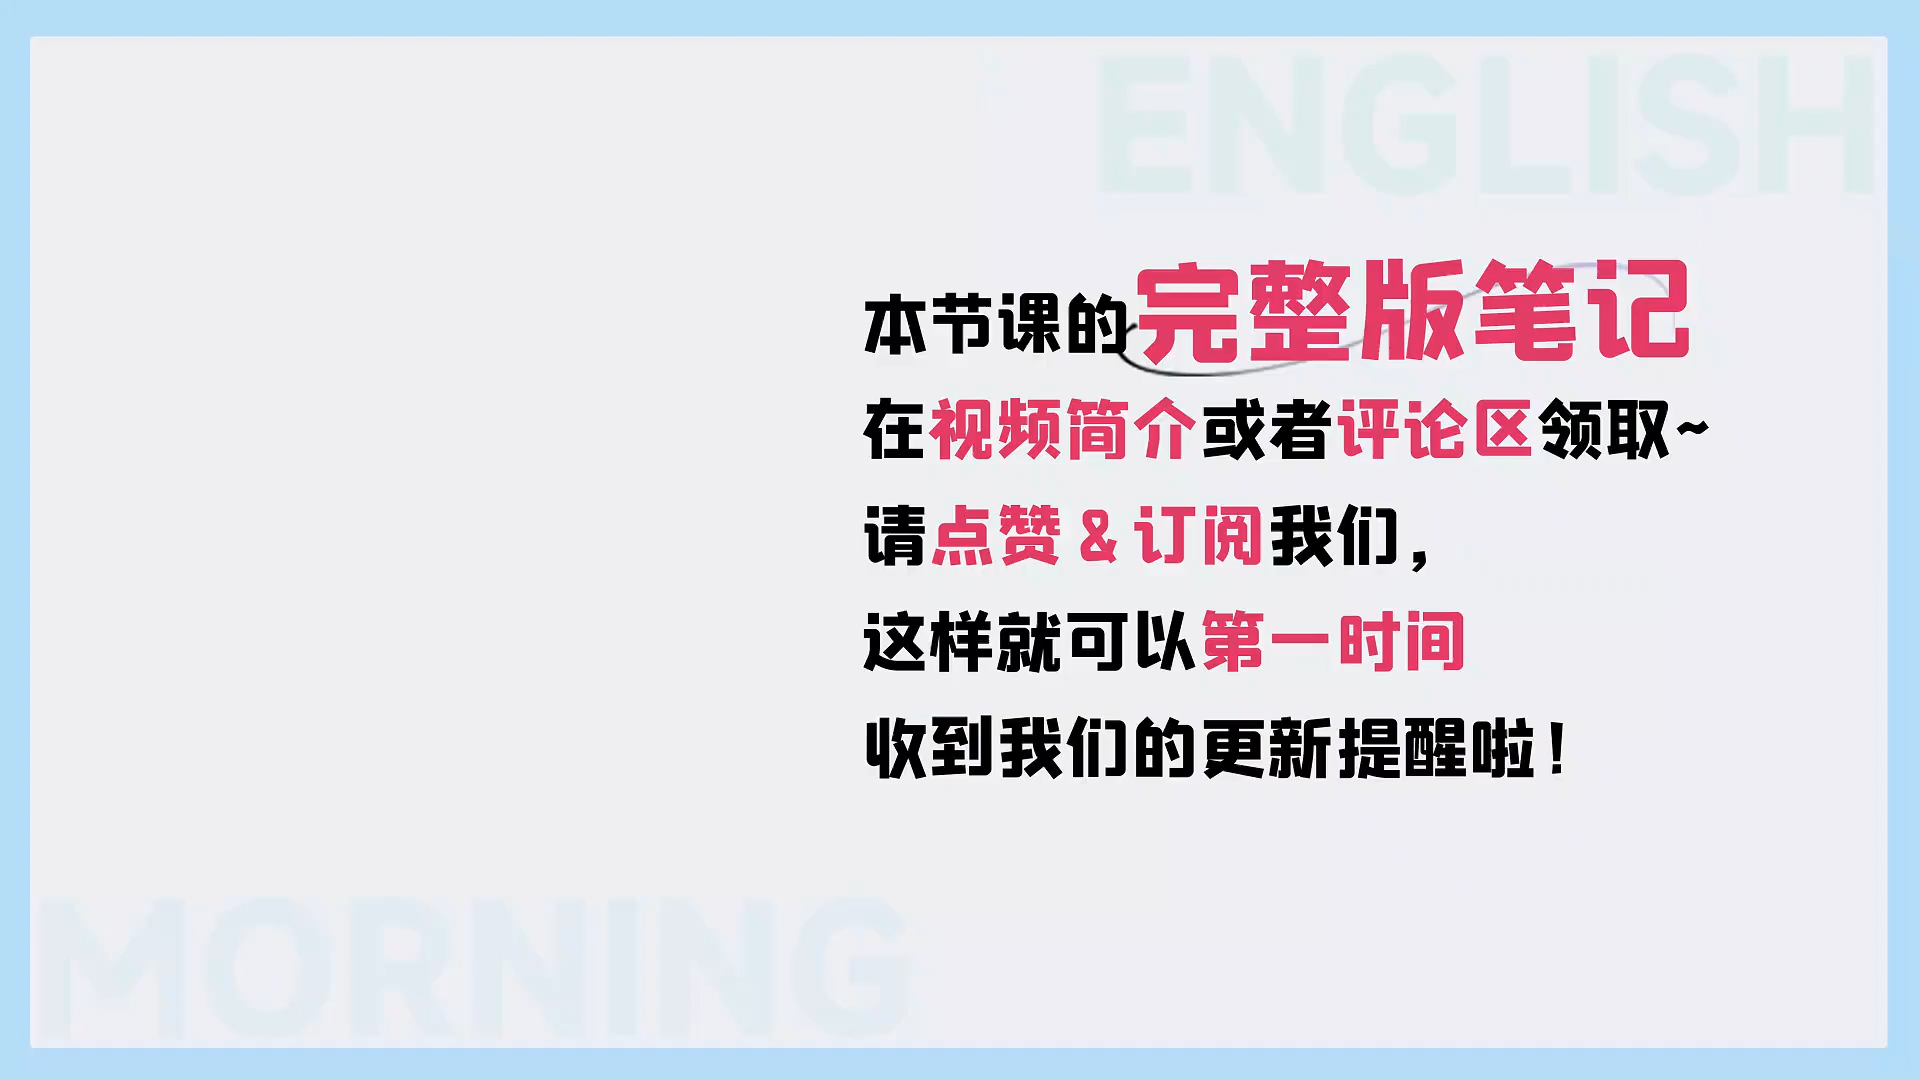 ENGLISH
本节课的完整版笔记
在视频简介或者评论区领取~
请点赞&订阅我们，
这样就可以第一时间
收到我们的更新提醒啦！
MORNING